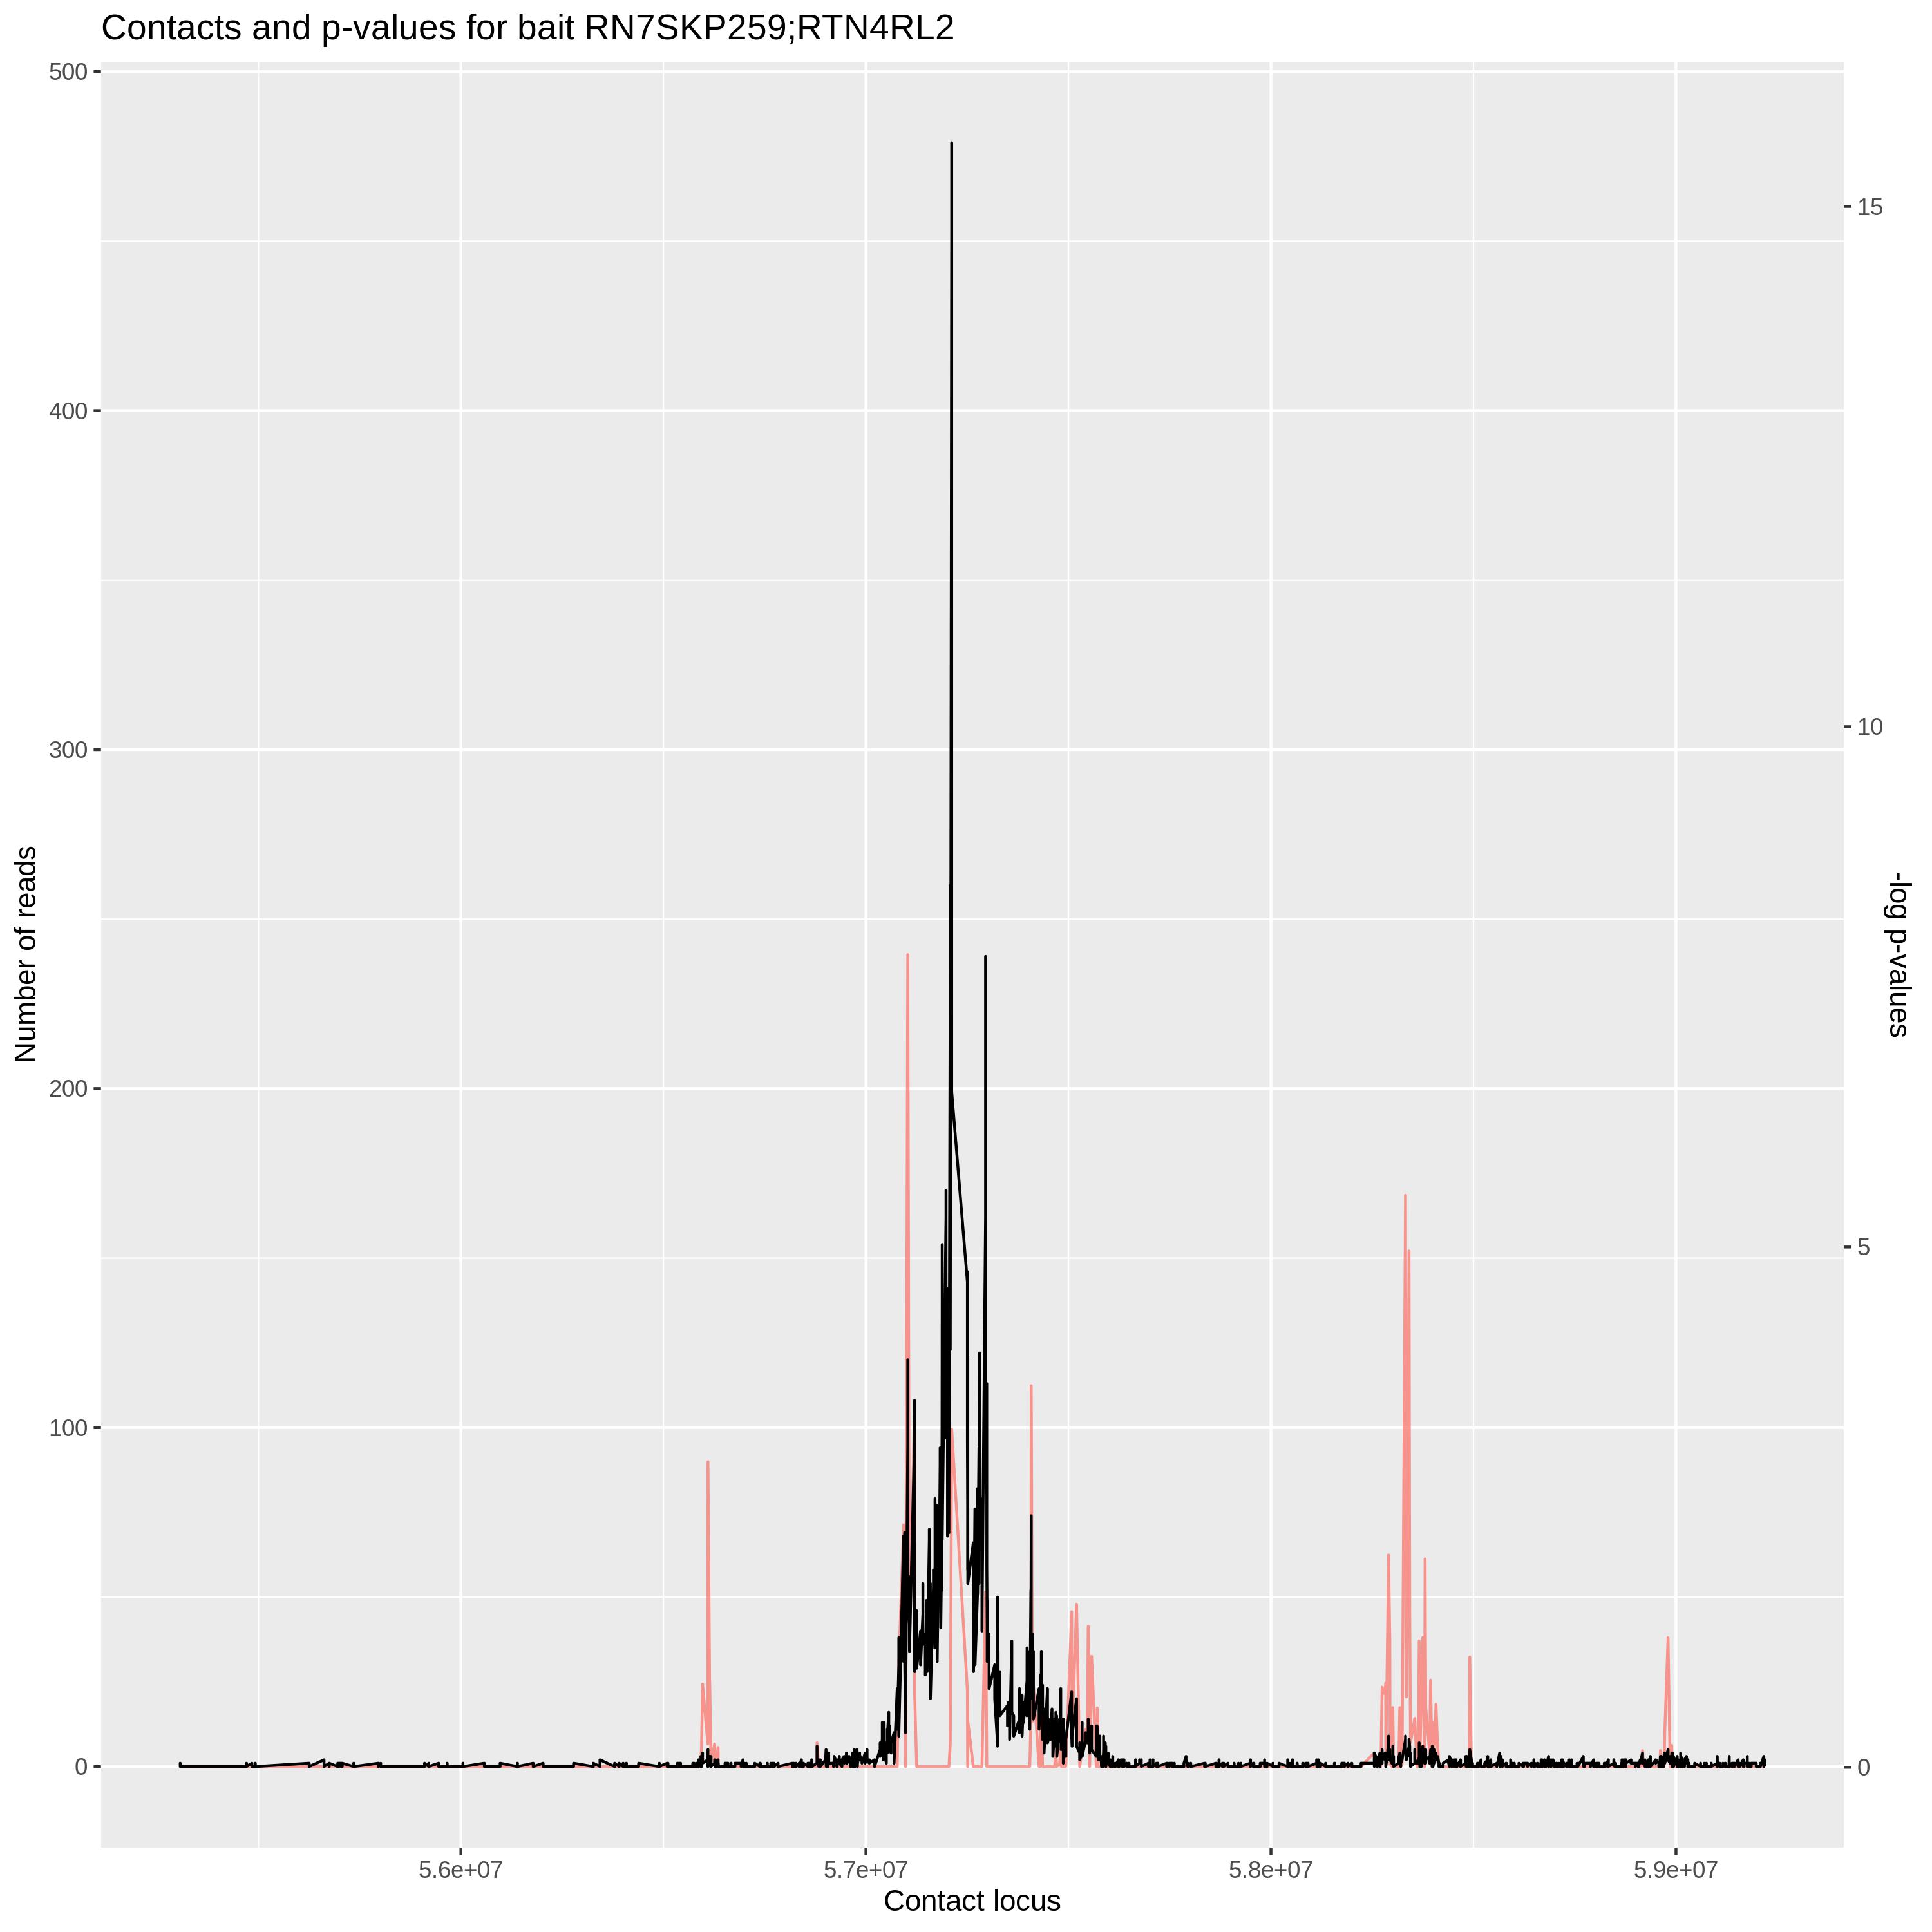 Contacts and p-values for bait RN7SKP259;RTN4RL2
500
400
300
200
100
0
Number of reads
15
10
5
0
-log p-values
5.6e+07
5.7e+07
5.8e+07
5.9e+07
Contact locus